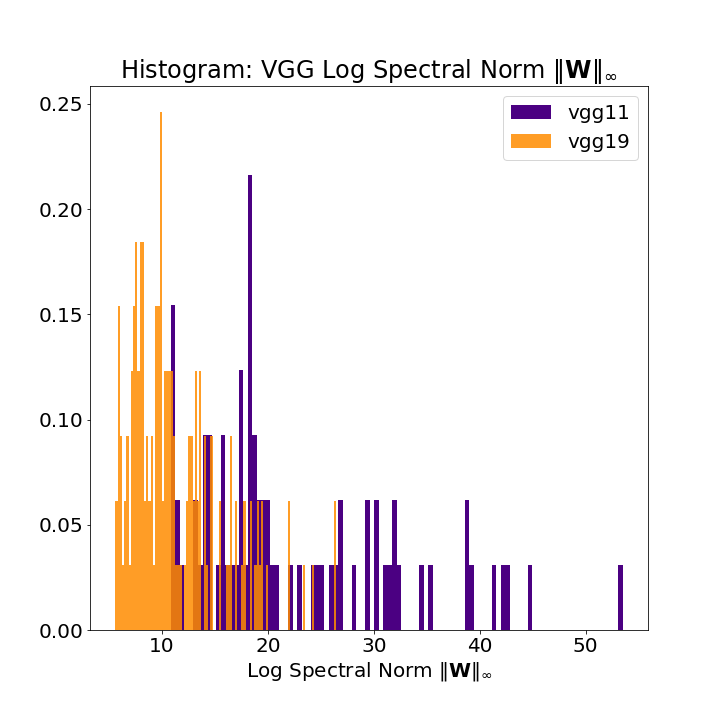 Histogram: VGG Log Spectral Norm ‖W‖∞
vgg11
vgg19
0.25
0.20
0.15
0.10
0.05
0.00
10 20 30 40 50
Log Spectral Norm ‖W‖∞